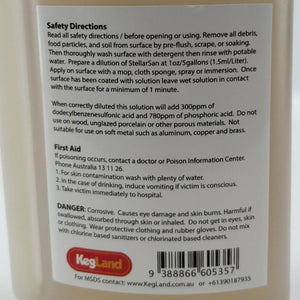 Safety Directions
Read all safety directions / before opening or using. Remove all debris,
food particles, and soil from surface by pre-flush, scrape, or soaking.
Then thoroughly wash surface with detergent then rinse with potable
water. Prepare a dilution of StellarSan at 1oz/5gallons (1.5ml/Liter).
Apply on surface with a mop, cloth sponge, spray or immersion. Once
surface has been coated with solution leave wet solution in contact
with the surface for a minimum of 1 minute.
When correctly diluted this solution will add 300ppm of
dodecylbenzenesulfonic acid and 780ppm of phosphoric acid. Do not
use on wood, unglazed porcelain or other porous materials. Not
suitable for use on soft metal such as aluminum, copper and brass.
First Aid
If poisoning occurs, contact a doctor or Poison Information Center.
Phone Australia 13 11 26.
1. For skin contamination wash with plenty of water.
2. in the case of drinking, induce vomiting if victim is conscious.
3. Take victim immediately to hospital.
DANGER: Corrosive. Causes eye damage and skin burns. Harmful if
swallowed, absorbed through skin or inhaled. Do not get in eyes, skin
or clothing. Wear protective clothing and rubber gloves. Do not mix
with chlorine based sanitizers or chlorinated based cleaners.
KegLand
9 388866 605357
For MSDS contact: www.KegLand.com or +61390187935